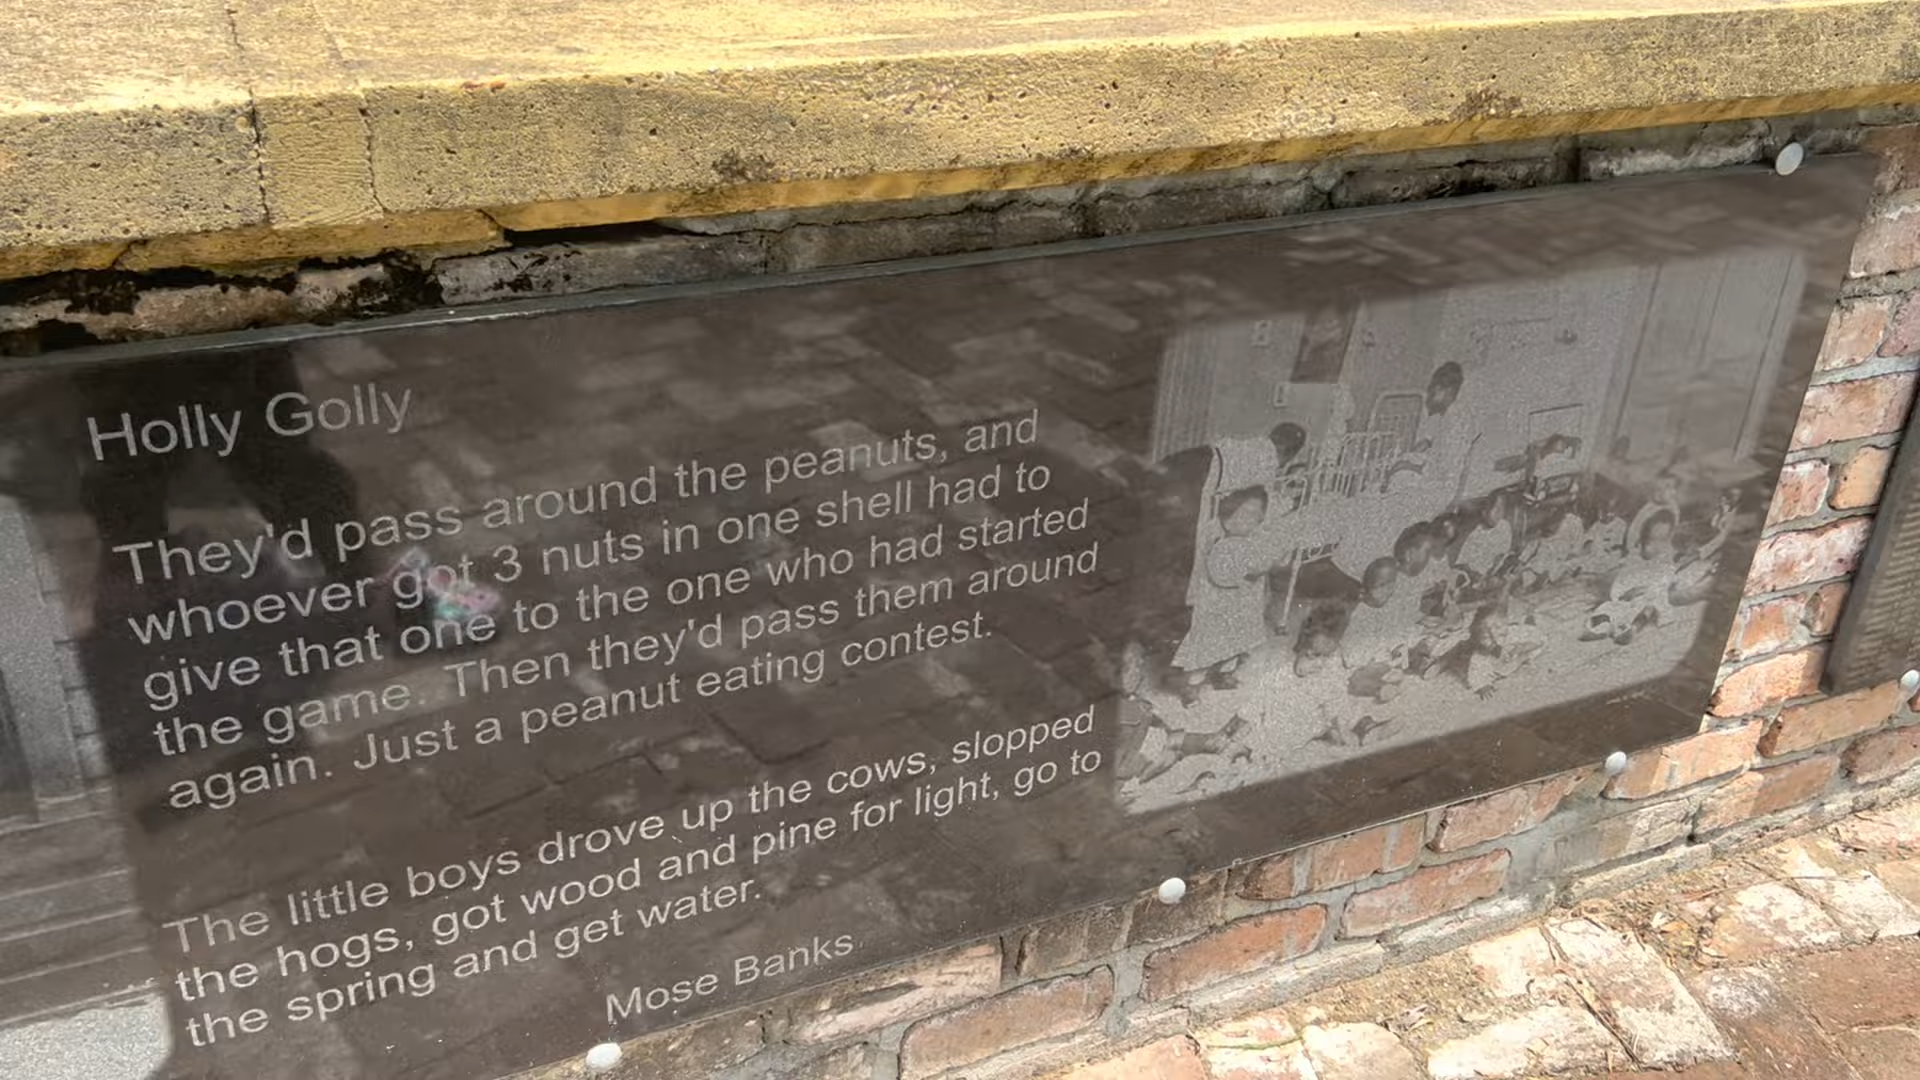 Holly Golly
They'd pass around the peanuts, and
whoever got 3 nuts in one shell had to
give that one to the one who had started
the game. Then they'd pass them around
again. Just a peanut eating contest.
The little boys drove up the cows, slopped
the hogs, got wood and pine for light, go to
the spring and get water.
Mose Banks